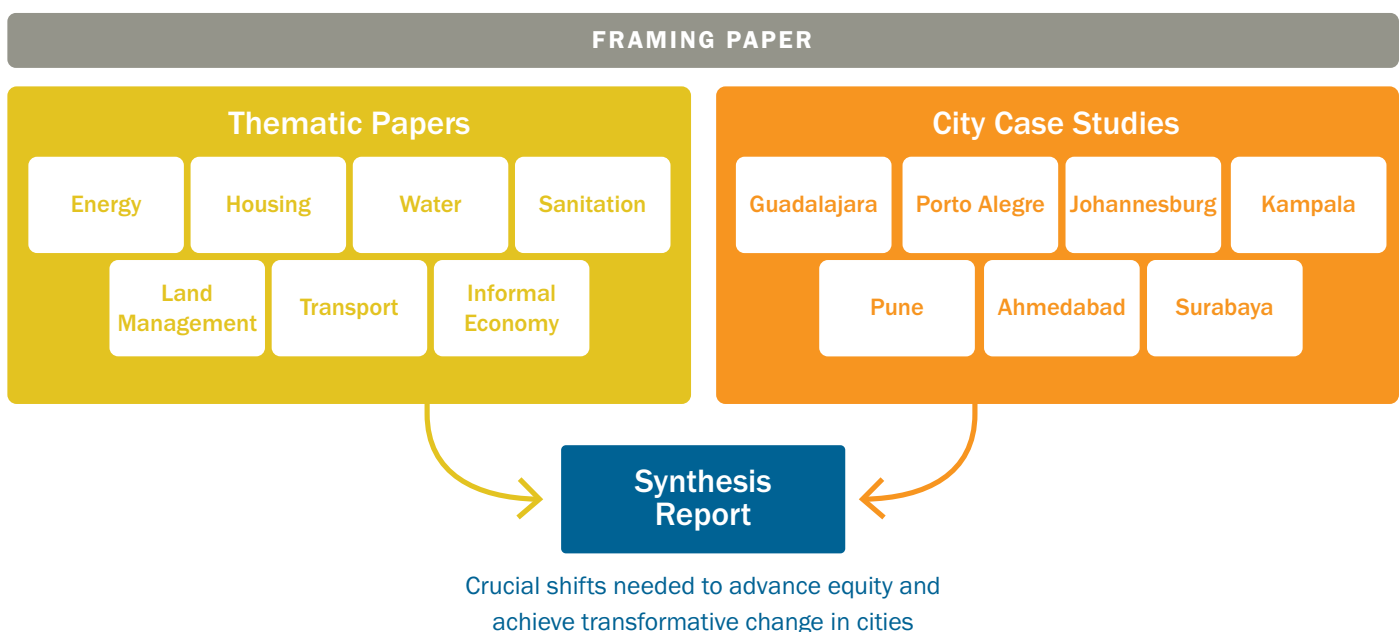 FRAMING PAPER
Thematic Papers
Energy
Housing
Water
Sanitation
Land
Management
Transport
Informal
Economy
City Case Studies
Guadalajara
Porto Alegre
Johannesburg
Kampala
Pune
Ahmedabad
Surabaya
Synthesis
Report
Crucial shifts needed to advance equity and
achieve transformative change in cities